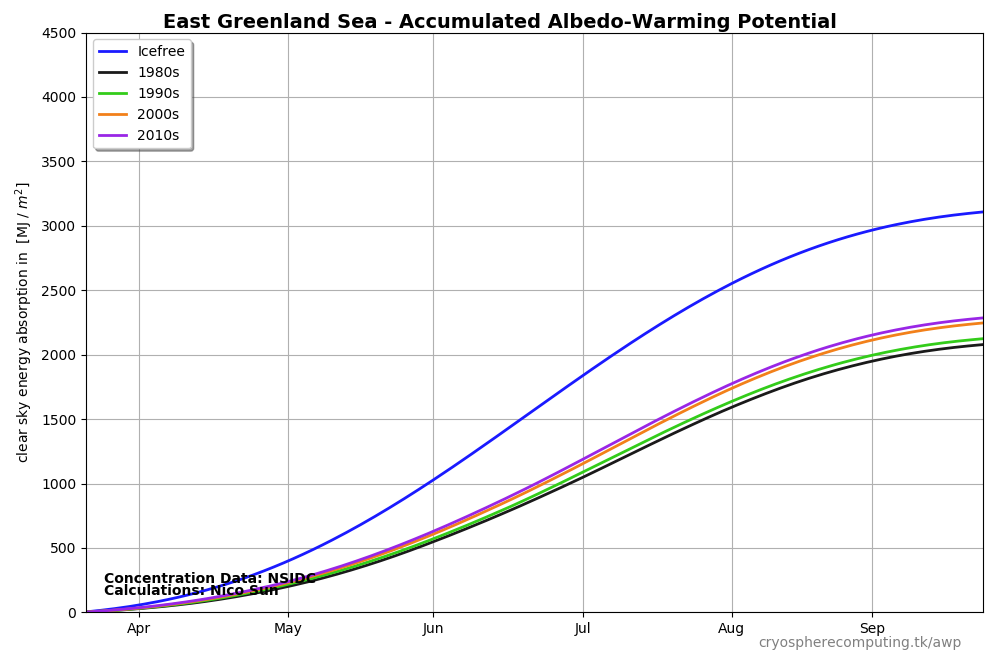 East Greenland Sea - Accumulated Albedo-Warming Potential
4500
4000
3500
3000
2500
2000
1500
1000
500
0
clear sky energy absorption in [MJ / m²]
Icefree
1980s
1990s
2000s
2010s
Concentration Data: NSIDC
Calculations: Nico Sun
Apr May Jun Jul Aug Sep
cryospherecomputing.tk/awp